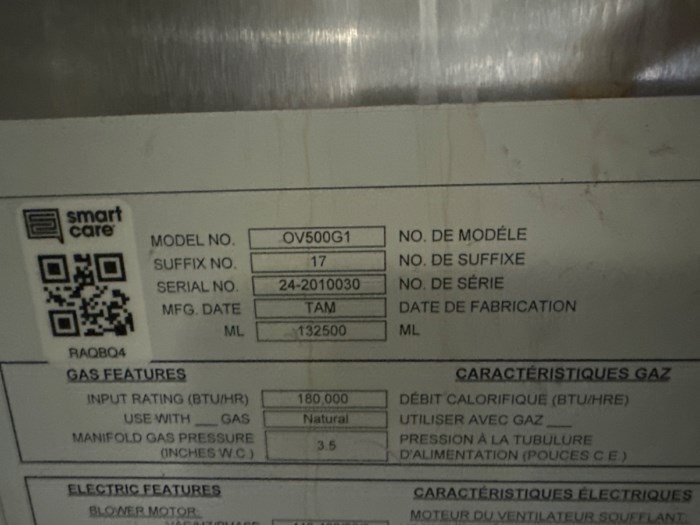 smart
care
MODEL NO. OV500G1 NO. DE MODÉLE
SUFFIX NO. 17 NO. DE SUFFIXE
SERIAL NO. 24-2010030 NO. DE SÉRIE
MFG. DATE TAM DATE DE FABRICATION
ML 132500 ML
RAQBQ4
GAS FEATURES CARACTÉRISTIQUES GAZ
INPUT RATING (BTU/HR) 180,000 DÉBIT CALORIFIQUE (BTU/HRE)
USE WITH ___ GAS Natural UTILISER AVEC GAZ ___
MANIFOLD GAS PRESSURE 3.5 PRESSION À LA TUBULURE
(INCHES W.C.) D'ALIMENTATION (POUCES C.E.)
ELECTRIC FEATURES CARACTÉRISTIQUES ÉLECTRIQUES
BLOWER MOTOR: MOTEUR DU VENTILATEUR SOUFFLANT